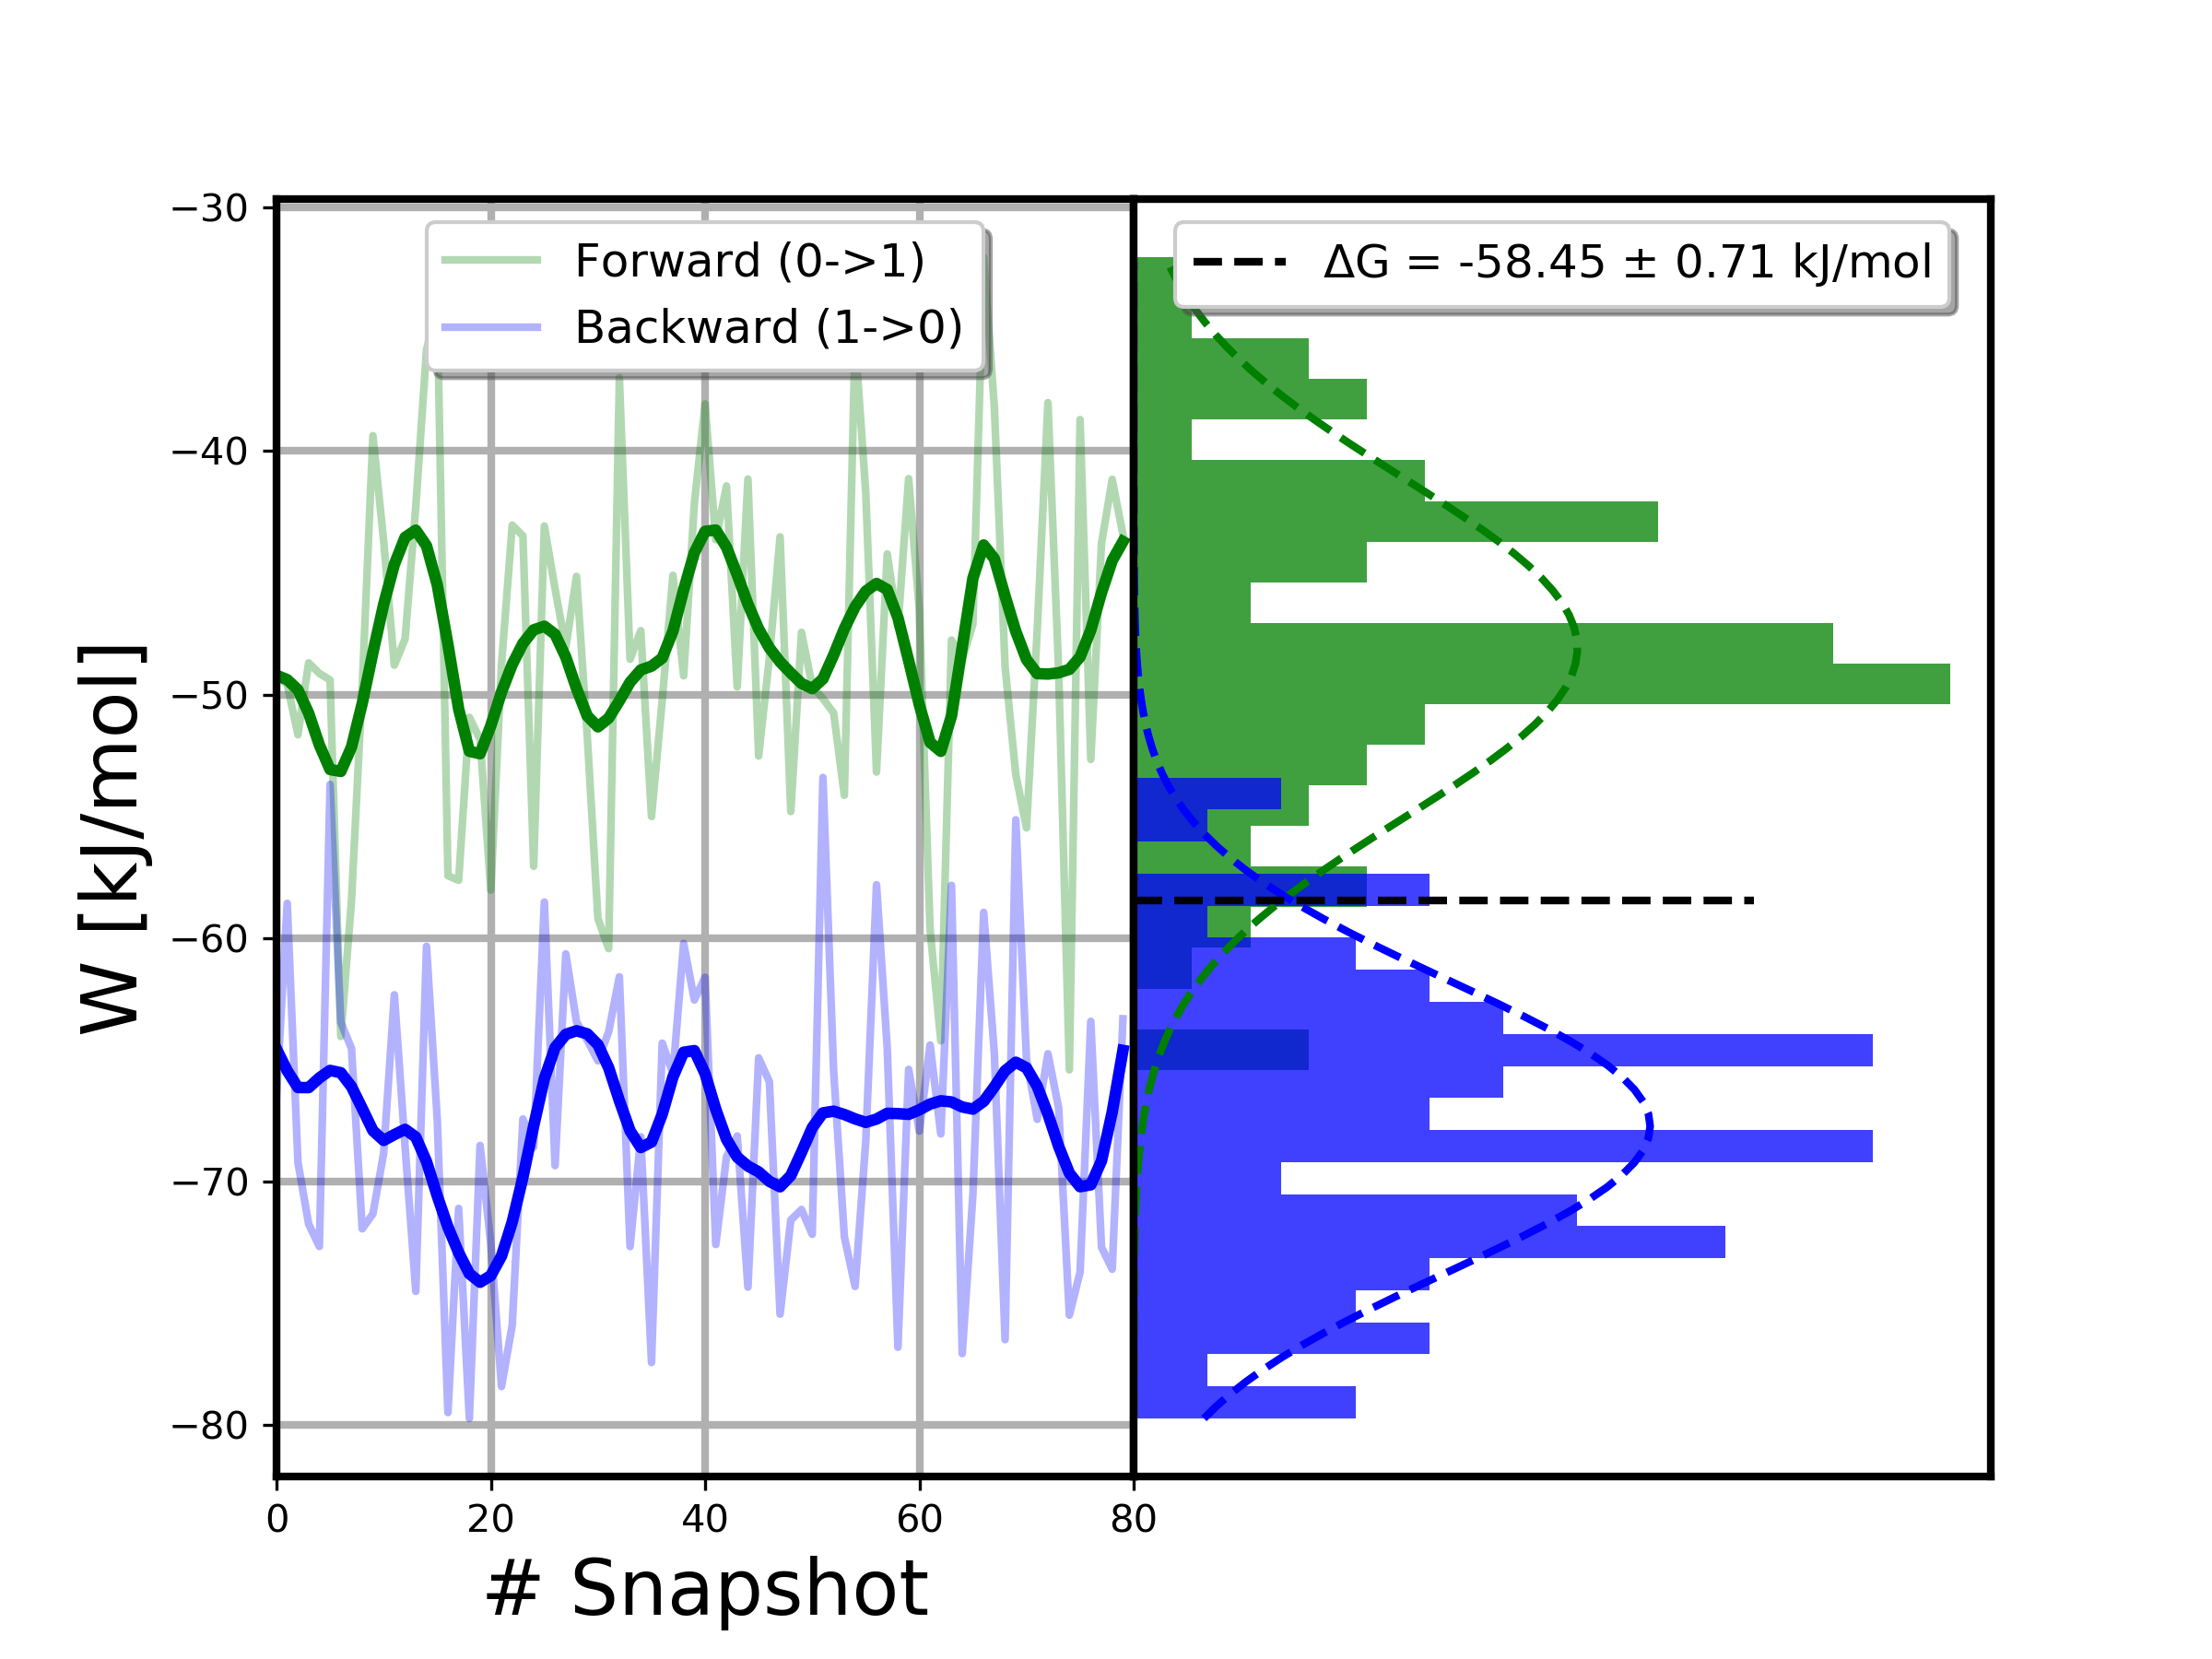 W [kJ/mol]
−30
−40
−50
−60
−70
−80
Forward (0->1)
Backward (1->0)
ΔG = -58.45 ± 0.71 kJ/mol
0 20 40 60 80
# Snapshot